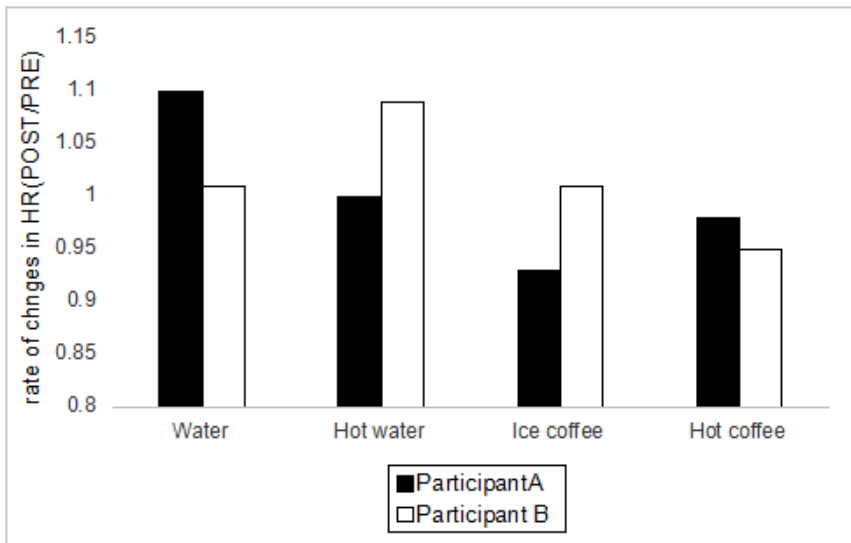 rate of chnges in HR(POST/PRE)
1.15
1.1
1.05
1
0.95
0.9
0.85
0.8
Water Hot water Ice coffee Hot coffee
ParticipantA
Participant B